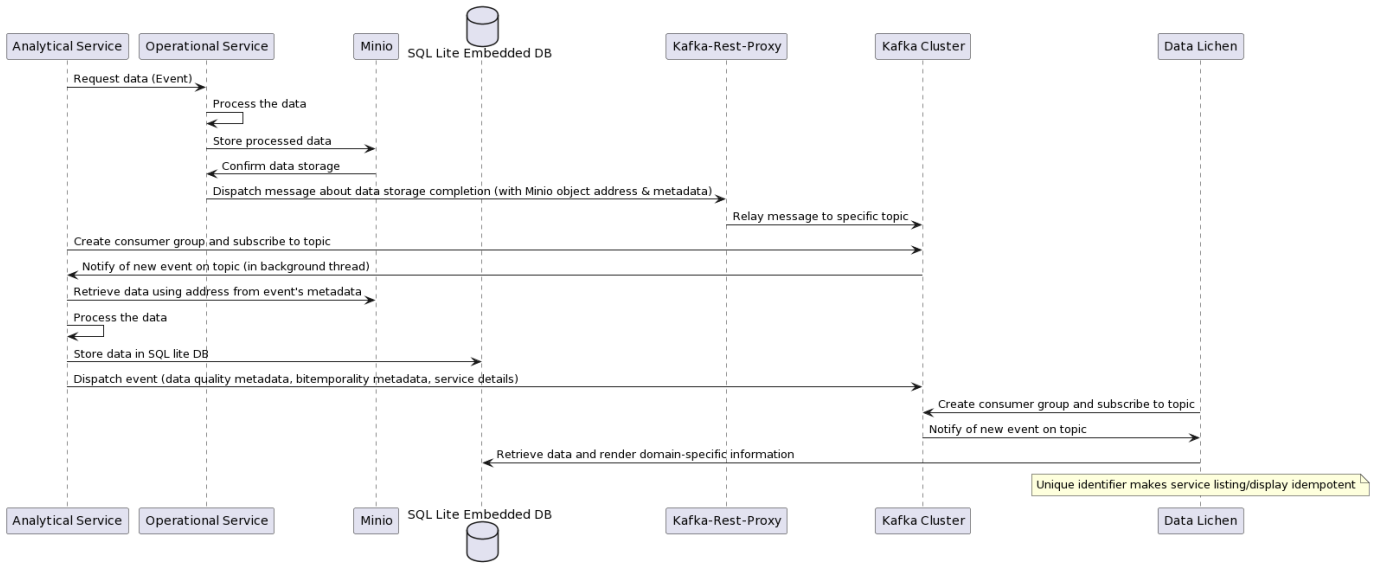 SQL Lite Embedded DB
Analytical Service
Operational Service
Minio
Kafka-Rest-Proxy
Kafka Cluster
Data Lichen
Request data (Event)
Process the data
Store processed data
Confirm data storage
Dispatch message about data storage completion (with Minio object address & metadata)
Relay message to specific topic
Create consumer group and subscribe to topic
Notify of new event on topic (in background thread)
Retrieve data using address from event's metadata
Process the data
Store data in SQL lite DB
Dispatch event (data quality metadata, bitemporality metadata, service details)
Create consumer group and subscribe to topic
Notify of new event on topic
Retrieve data and render domain-specific information
Unique identifier makes service listing/display idempotent
Analytical Service
Operational Service
Minio
SQL Lite Embedded DB
Kafka-Rest-Proxy
Kafka Cluster
Data Lichen